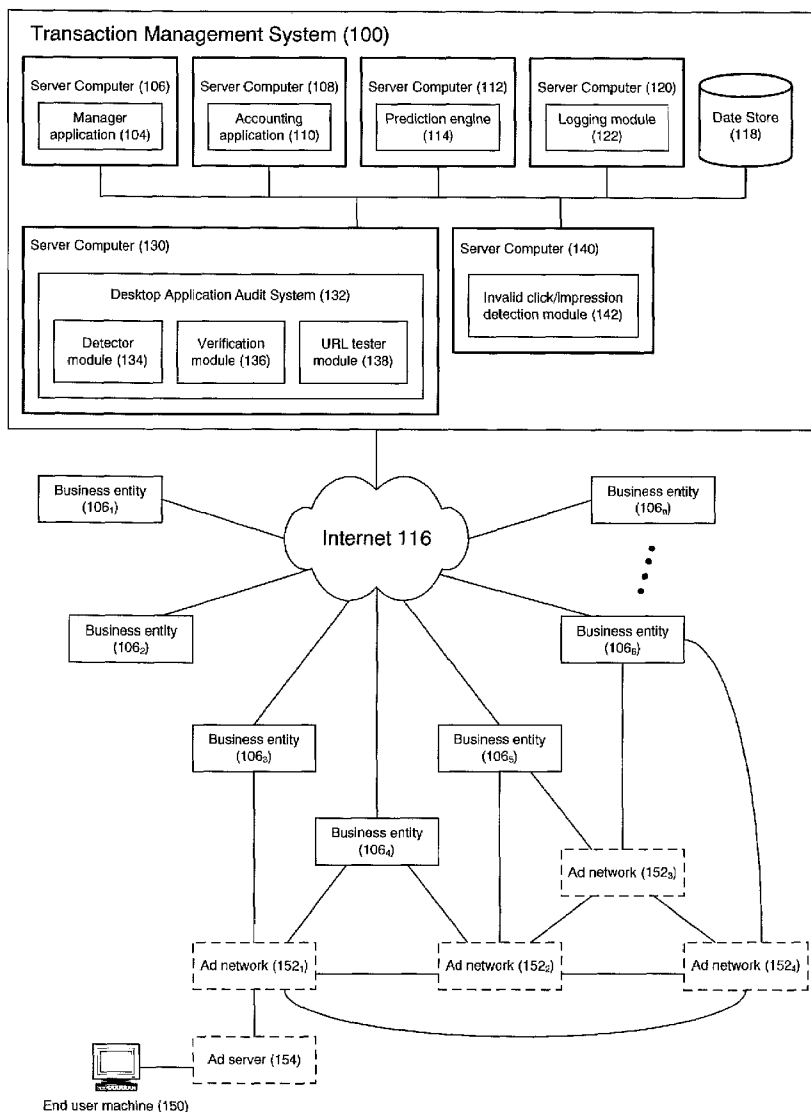 Transaction Management System (100)
Server Computer (106)
Manager
application (104)
Server Computer (108)
Accounting
application (110)
Server Computer (112)
Prediction engine
(114)
Server Computer (120)
Logging module
(122)
Date Store
(118)
Server Computer (130)
Desktop Application Audit System (132)
Detector
module (134)
Verification
module (136)
URL tester
module (138)
Server Computer (140)
Invalid click/Impression
detection module (142)
Business entity
(106₁)
Internet 116
Business entity
(106ₙ)
Business entity
(106₂)
Business entity
(106₆)
Business entity
(106₃)
Business entity
(106₅)
Business entity
(106₄)
Ad network (152₃)
Ad network (152₁)
Ad network (152₂)
Ad network (152₄)
Ad server (154)
End user machine (150)